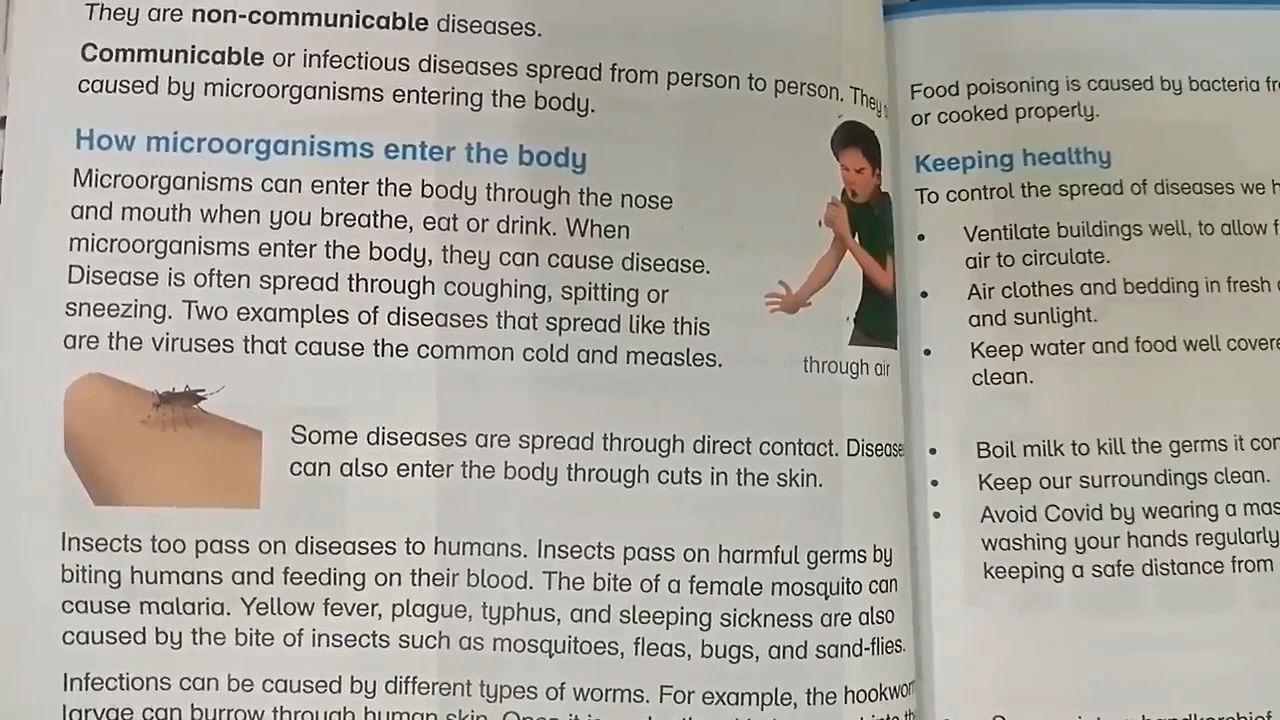 They are non-communicable diseases.
Communicable or infectious diseases spread from person to person. They
caused by microorganisms entering the body.
How microorganisms enter the body
Microorganisms can enter the body through the nose
and mouth when you breathe, eat or drink. When
microorganisms enter the body, they can cause disease.
Disease is often spread through coughing, spitting or
sneezing. Two examples of diseases that spread like this
are the viruses that cause the common cold and measles.
through air
Some diseases are spread through direct contact. Disease
can also enter the body through cuts in the skin.
Insects too pass on diseases to humans. Insects pass on harmful germs by
biting humans and feeding on their blood. The bite of a female mosquito can
cause malaria. Yellow fever, plague, typhus, and sleeping sickness are also
caused by the bite of insects such as mosquitoes, fleas, bugs, and sand-flies.
Infections can be caused by different types of worms. For example, the
larvae can burrow through human skin.
Food poisoning is caused by bacteria
or cooked properly.
Keeping healthy
To control the spread of diseases we
• Ventilate buildings well, to allow
air to circulate.
• Air clothes and bedding in fresh
and sunlight.
• Keep water and food well
clean.
• Boil milk to kill the germs it
• Keep our surroundings clean.
• Avoid Covid by wearing a
washing your hands regularly
keeping a safe distance from